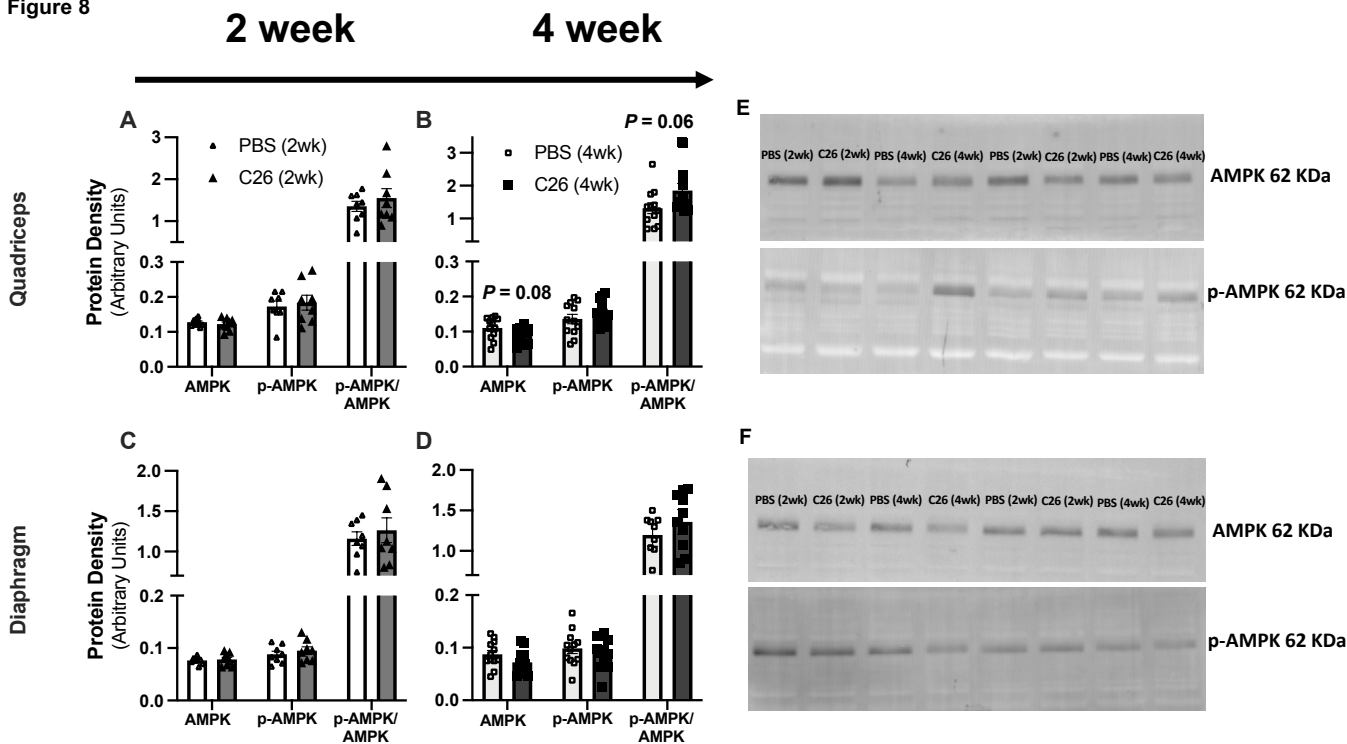 Figure 8
2 week
4 week
Quadriceps
Diaphragm
A
Protein Density
(Arbitrary Units)
3
2
1
0.3
0.2
0.1
0.0
PBS (2wk)
C26 (2wk)
AMPK
p-AMPK
p-AMPK/
AMPK
B
P = 0.06
3
2
1
0.3
0.2
0.1
0.0
PBS (4wk)
C26 (4wk)
P = 0.08
AMPK
p-AMPK
p-AMPK/
AMPK
C
Protein Density
(Arbitrary Units)
2.0
1.5
1.0
0.2
0.1
0.0
AMPK
p-AMPK
p-AMPK/
AMPK
D
2.0
1.5
1.0
0.2
0.1
0.0
AMPK
p-AMPK
p-AMPK/
AMPK
E
PBS (2wk) C26 (2wk) PBS (4wk) C26 (4wk) PBS (2wk) C26 (2wk) PBS (4wk) C26 (4wk)
AMPK 62 KDa
p-AMPK 62 KDa
F
PBS (2wk) C26 (2wk) PBS (4wk) C26 (4wk) PBS (2wk) C26 (2wk) PBS (4wk) C26 (4wk)
AMPK 62 KDa
p-AMPK 62 KDa